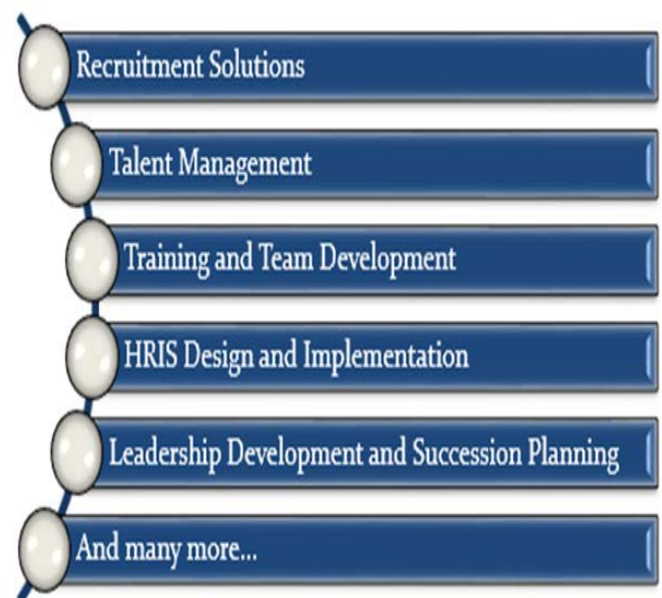 Recruitment Solutions
Talent Management
Training and Team Development
HRIS Design and Implementation
Leadership Development and Succession Planning
And many more...